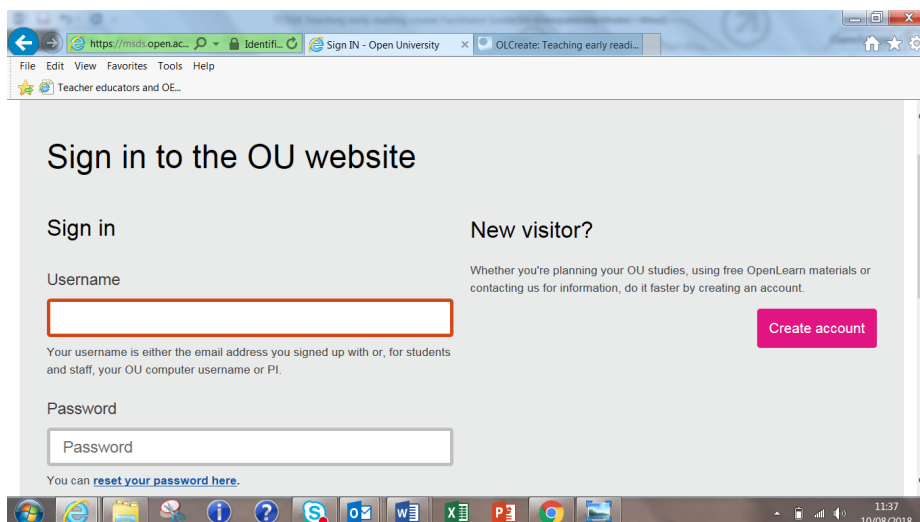 https://msds.open.ac... Identifi...
Sign IN - Open University
OLCreate: Teaching early readi...
File Edit View Favorites Tools Help
Teacher educators and OE...
Sign in to the OU website
Sign in
Username
Your username is either the email address you signed up with or, for students
and staff, your OU computer username or PI.
Password
Password
You can reset your password here.
New visitor?
Whether you're planning your OU studies, using free OpenLearn materials or
contacting us for information, do it faster by creating an account.
Create account
11:37
10/08/2018